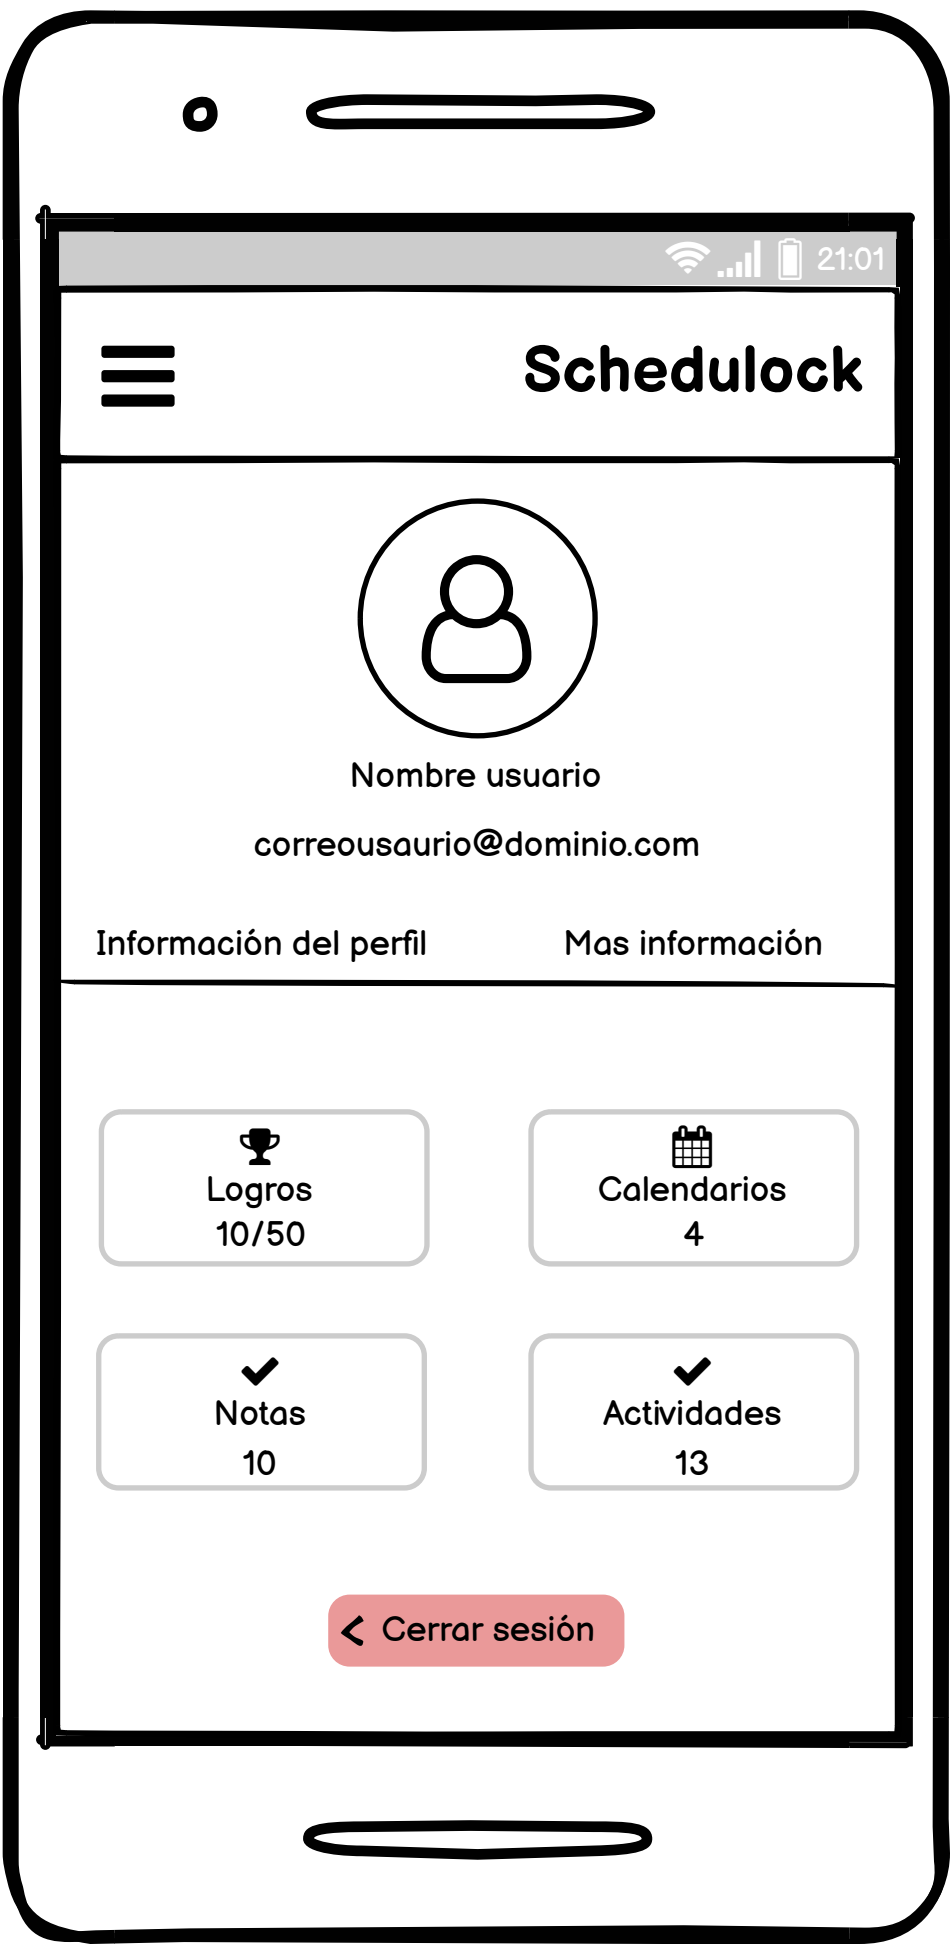 21:01
Schedulock
Nombre usuario
correousaurio@dominio.com
Información del perfil
Mas información
Logros
10/50
Calendarios
4
Notas
10
Actividades
13
Cerrar sesión